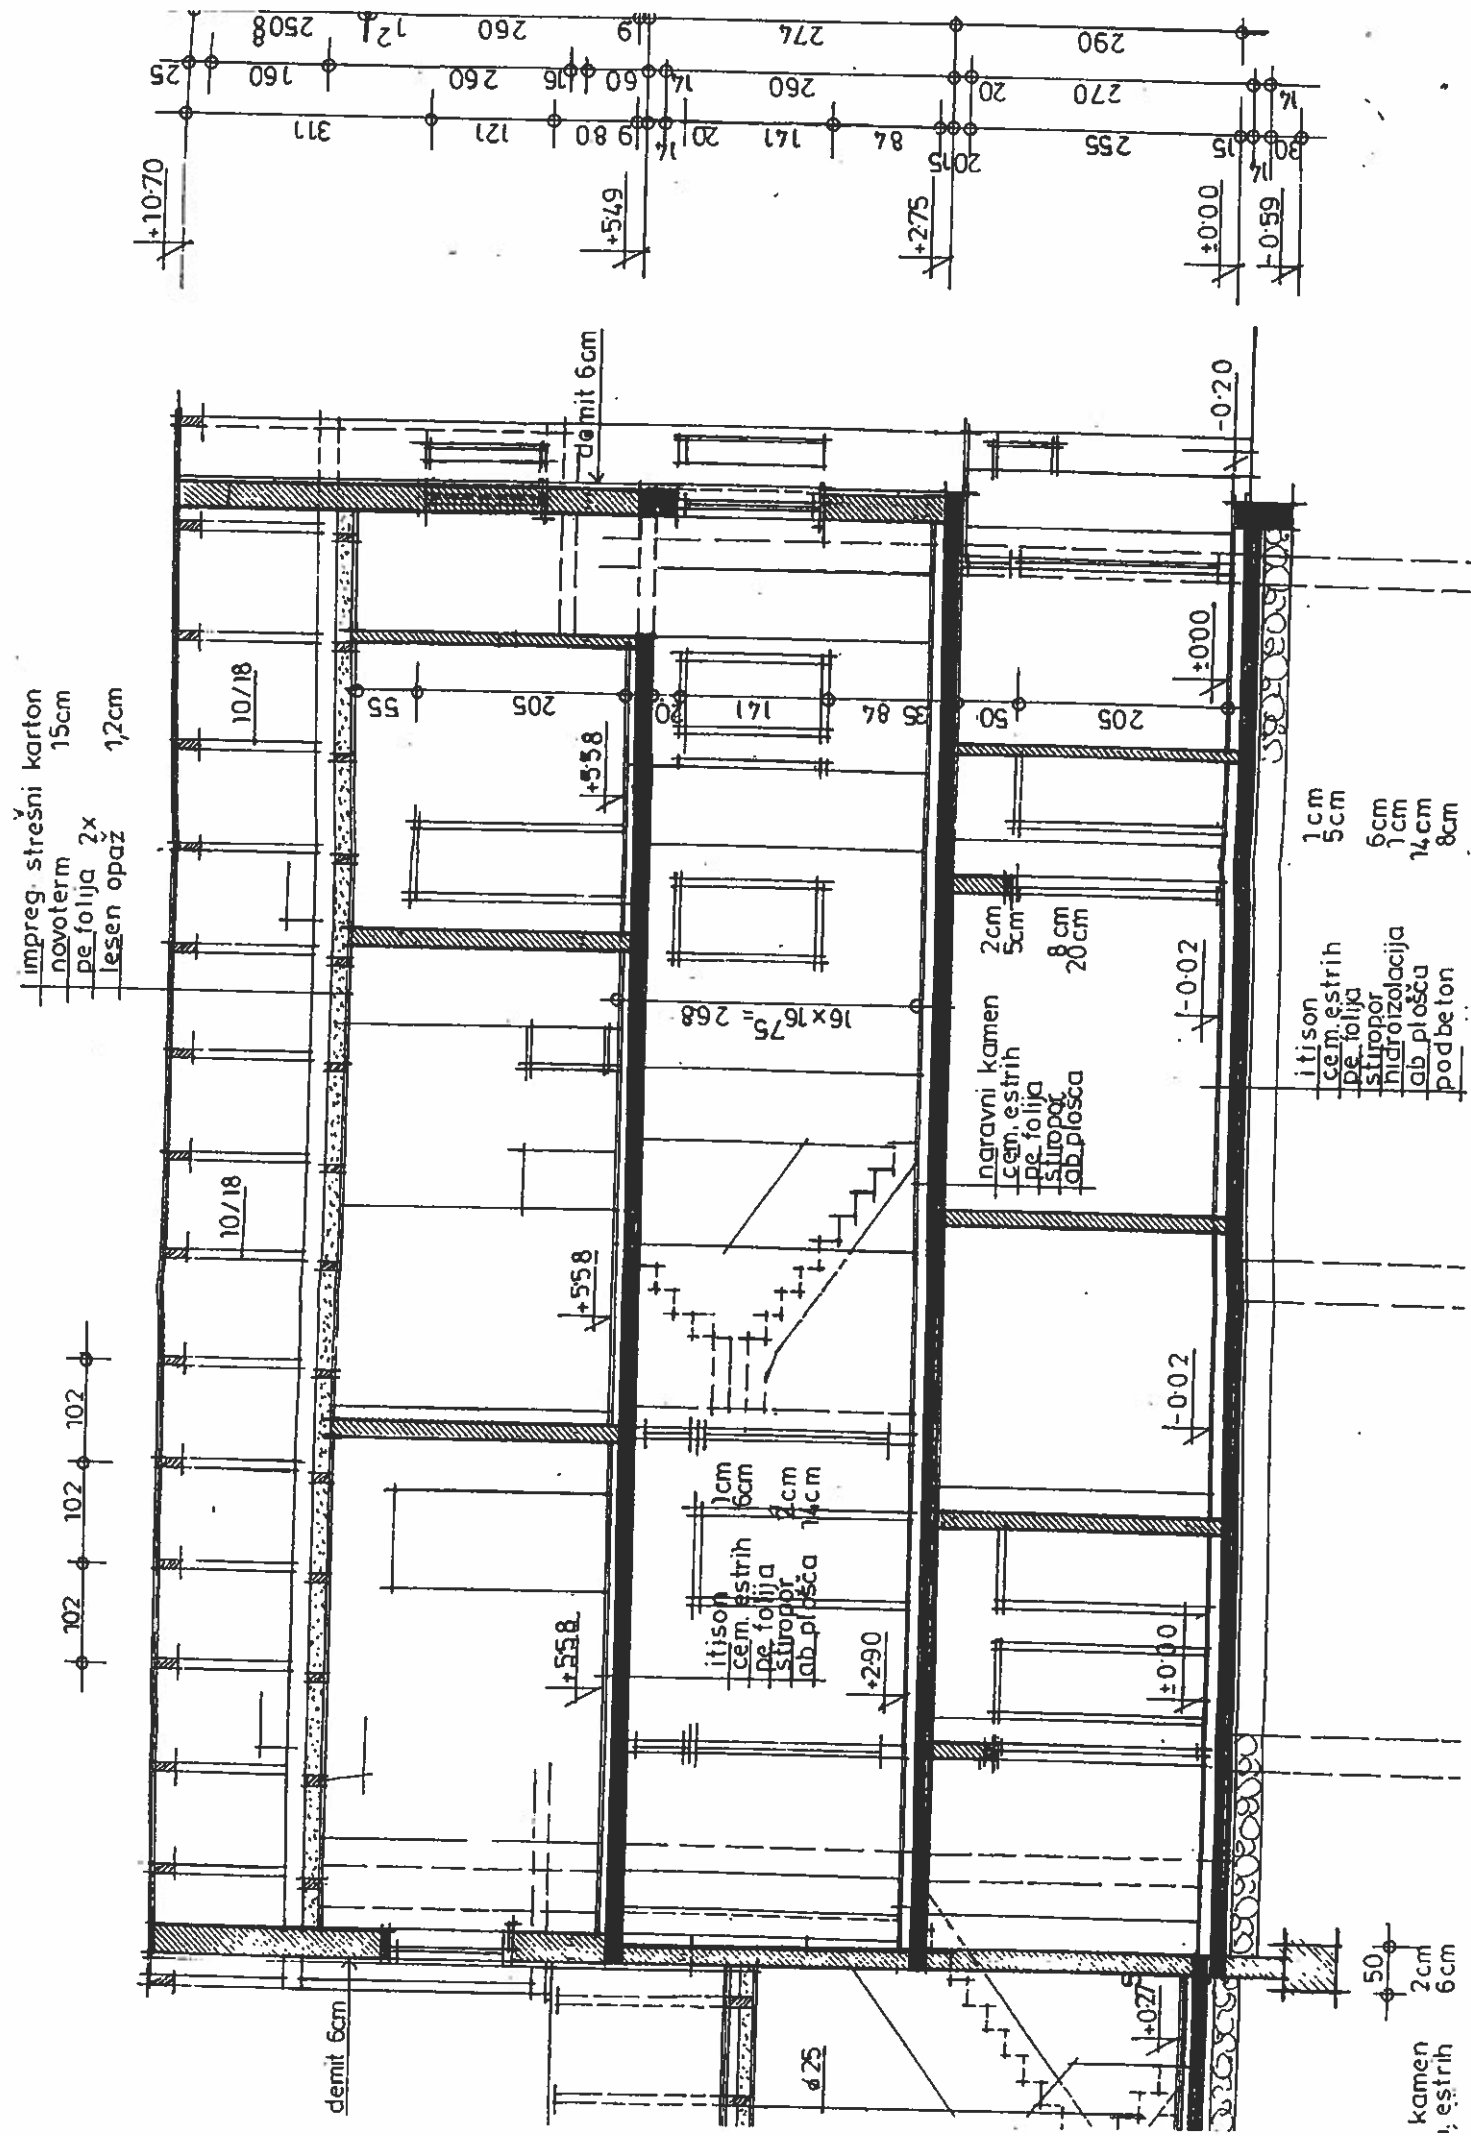 impreg. strešni karton
novoterm 15cm
pe folija 2x
lesen opaž 1,2cm
102
102
102
10/18
10/18
demit 6cm
demit 6cm
55
205
20
141
84
35
50
205
+5.58
+5.58
+5.58
16×16.75 = 268
itison 1cm
cem. estrih 6cm
pe folija
stiropor 2cm
ab plošča 14cm
+2.90
naravni kamen 2cm
cem. estrih 5cm
pe folija
stiropor 8cm
ab plošča 20cm
-0.20
±0.00
-0.02
-0.02
±0.00
+0.27
ø25
itison 1cm
cem. estrih 5cm
pe folija
stiropor 6cm
hidroizolacija 1cm
ab plošča 14cm
podbeton 8cm
50
kamen 2cm
estrih 6cm
+10.70
+5.49
+2.75
±0.00
-0.59
2508 12 260 9 274 290
25 160 260 16 60 14 260 20 270 14
311 121 80 9 14 20 141 84 20 15 255 15 14 30